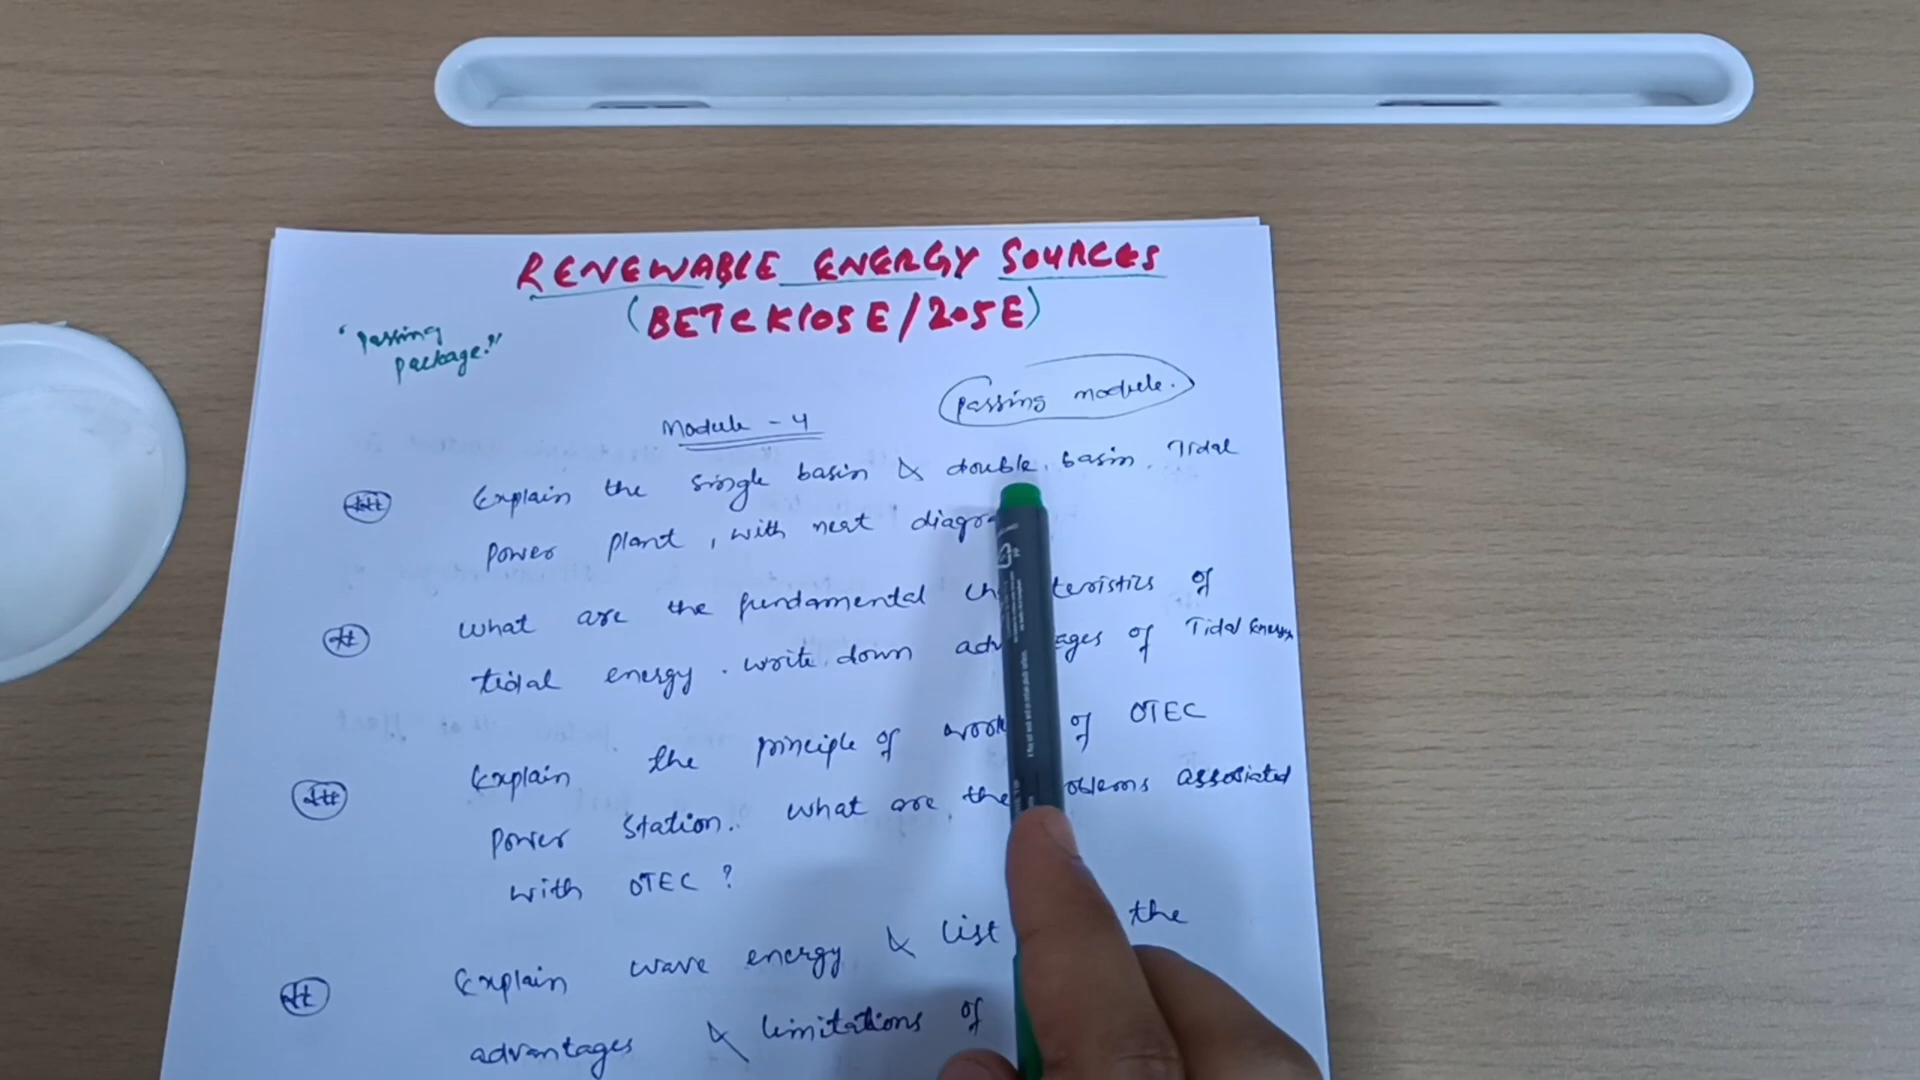 RENEWABLE ENERGY SOURCES
(BETCK105E/205E)
"Passing
package."
Passing module.
Module - 4
Explain the single basin & double basin Tidal
power plant, with neat
What are the fundamental of
tidal energy. write down of Tidal Energy
Explain the principle of of OTEC
power station. what are the associated
with OTEC ?
Explain wave energy & list the
advantages & limitations of